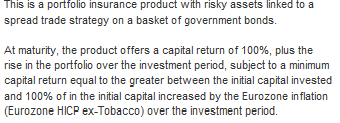 This is a portfolio insurance product with risky assets linked to a
spread trade strategy on a basket of government bonds.
At maturity, the product offers a capital return of 100%, plus the
rise in the portfolio over the investment period, subject to a minimum
capital return equal to the greater between the initial capital invested
and 100% of in the initial capital increased by the Eurozone inflation
(Eurozone HICP ex-Tobacco) over the investment period.